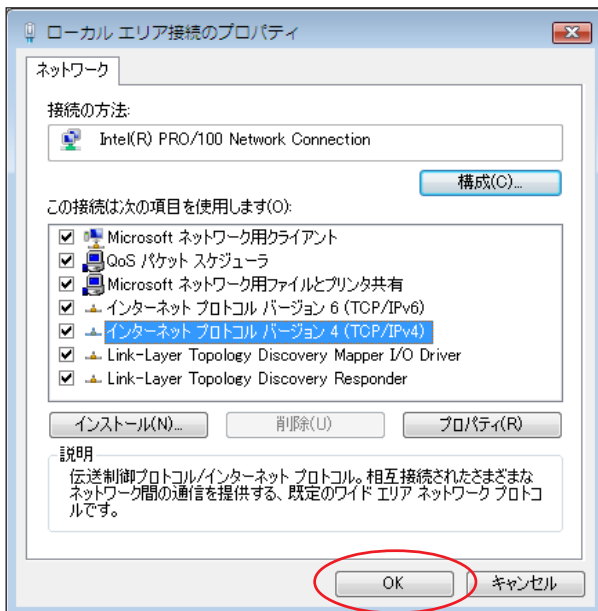 ローカル エリア接続のプロパティ
ネットワーク
接続の方法:
Intel(R) PRO/100 Network Connection
構成(C)...
この接続は次の項目を使用します(O):
Microsoft ネットワーク用クライアント
QoS パケット スケジューラ
Microsoft ネットワーク用ファイルとプリンタ共有
インターネット プロトコル バージョン 6 (TCP/IPv6)
インターネット プロトコル バージョン 4 (TCP/IPv4)
Link-Layer Topology Discovery Mapper I/O Driver
Link-Layer Topology Discovery Responder
インストール(N)...
削除(U)
プロパティ(R)
説明
伝送制御プロトコル/インターネット プロトコル。相互接続されたさまざまな
ネットワーク間の通信を提供する、既定のワイド エリア ネットワーク プロトコ
ルです。
OK
キャンセル